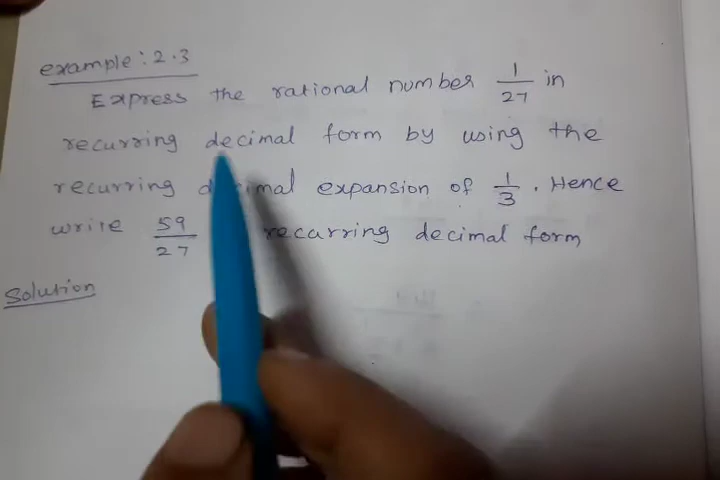 example: 2.3
Express the rational number 1/27 in
recurring decimal form by using the
recurring decimal expansion of 1/3. Hence
write 59/27 recurring decimal form
Solution